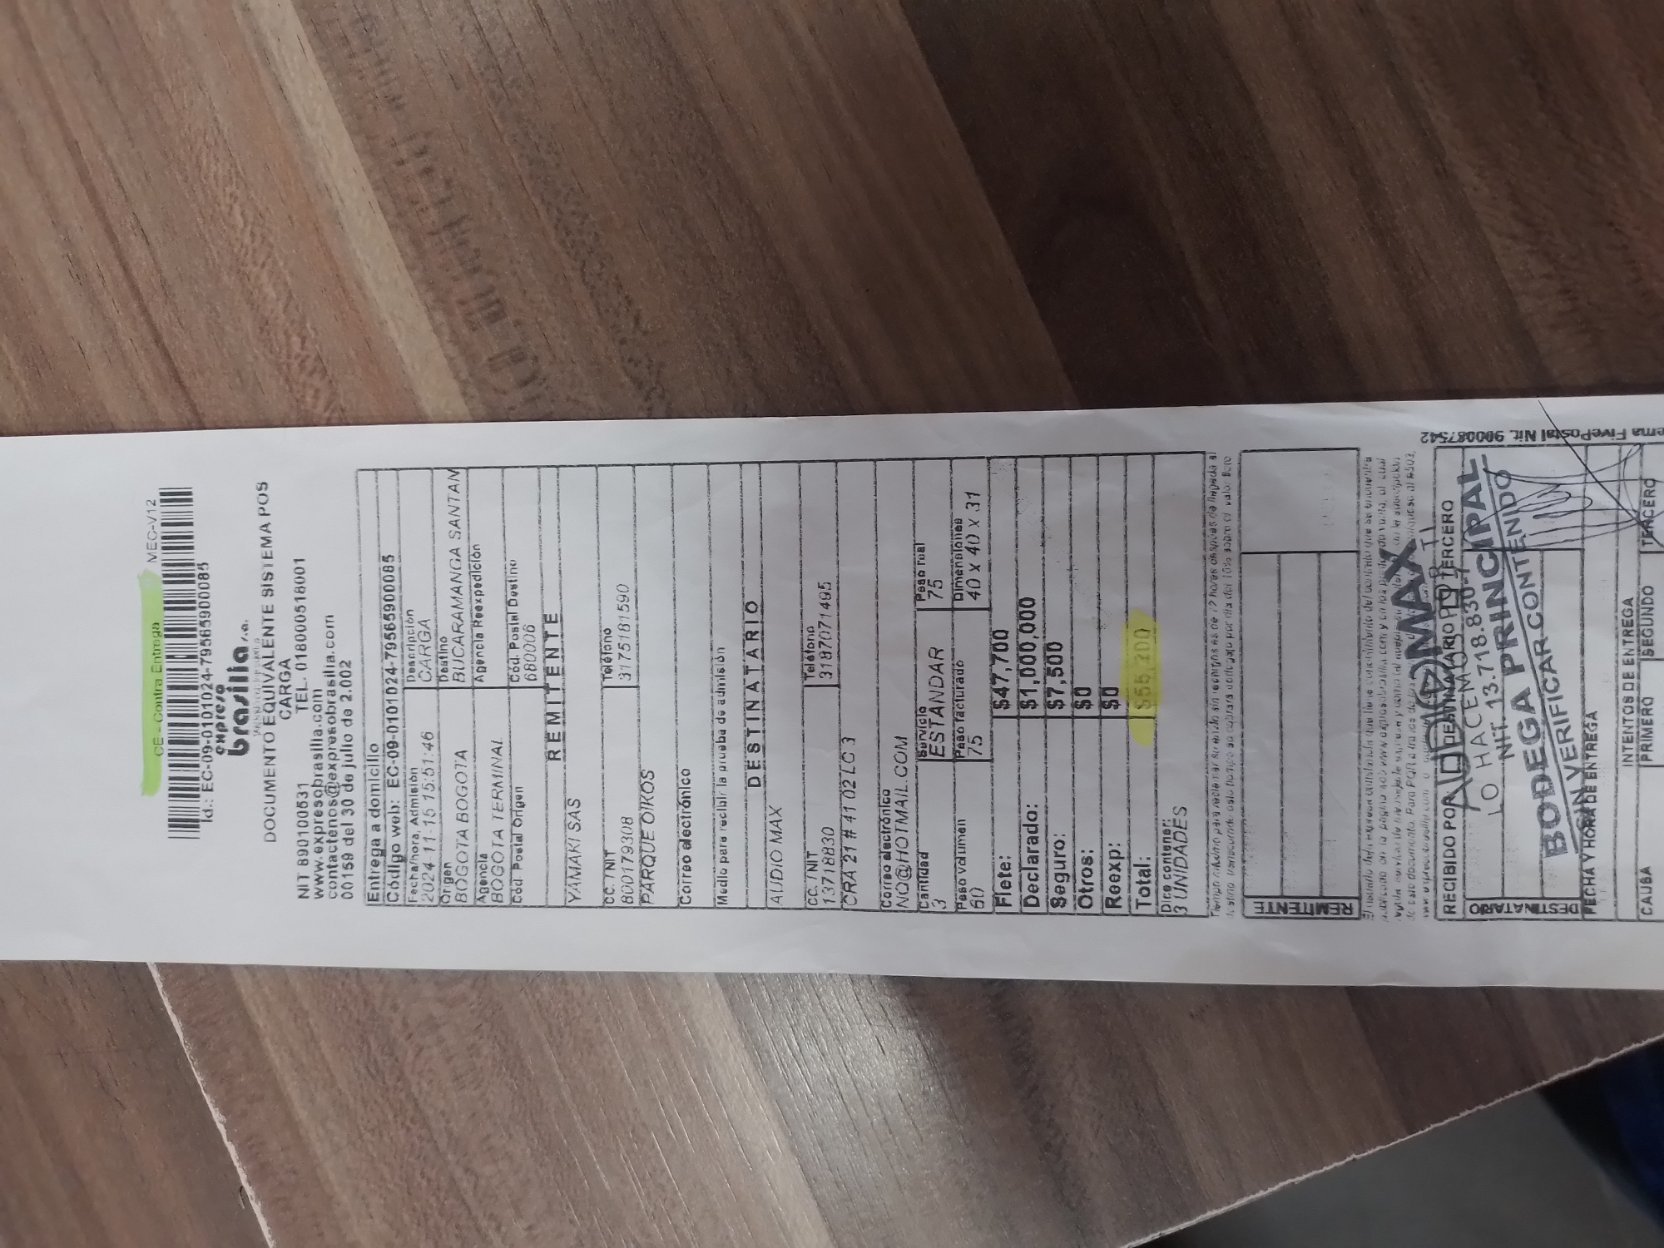 CE - Contra Entrega
MEC-V12
Id.: EC-09-0101024-79565900085
expreso
brasilia s.a.
DOCUMENTO EQUIVALENTE SISTEMA POS
CARGA
NIT 890100531 TEL. 018000518001
www.expresobrasilia.com
contactenos@expresobrasilia.com
00159 del 30 de julio de 2.002
Entrega a domicilio
Código web: EC-09-0101024-79565900085
Fecha/hora, Admisión Descripción
2024-11-15 15:51:46 CARGA
Origen Destino
BOGOTA BOGOTA BUCARAMANGA SANTAN
Agencia Agencia Reexpedición
BOGOTA TERMINAL
Cód. Postal Origen Cód. Postal Destino
680006
REMITENTE
YAMAKI SAS
CC. / NIT Teléfono
800179308 3175181590
PARQUE OIKOS
Correo electrónico
Medio para recibir la prueba de admisión
DESTINATARIO
AUDIO MAX
CC. / NIT Teléfono
13718830 3187071495
CRA 21 # 41 02 LC 3
Correo electrónico
NO@HOTMAIL.COM
Cantidad Servicio Peso real
3 ESTANDAR 75
Peso volumen Peso facturado Dimensiones
60 75 40 X 40 X 31
Flete: $47,700
Declarado: $1,000,000
Seguro: $7,500
Otros: $0
Reexp: $0
Total: $55,200
Dice contener:
3 UNIDADES
REMITENTE
Sistema FivePostal Nit. 900087542
RECIBIDO POR DESTINATARIO O TERCERO
AUDIOMAX
LO HACEMOS POR TI
NIT. 13.718.830-7
BODEGA PRINCIPAL
SIN VERIFICAR CONTENIDO
DESTINATARIO
FECHA Y HORA DE ENTREGA
INTENTOS DE ENTREGA
CAUSA PRIMERO SEGUNDO TERCERO